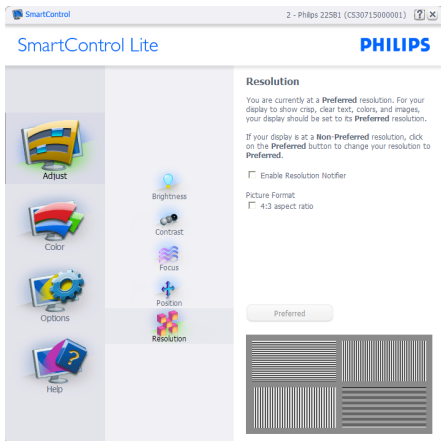 SmartControl
2 - Philips 225B1 (CS30715000001)
?
SmartControl Lite
PHILIPS
Resolution
You are currently at a Preferred resolution. For your
display to show crisp, clear text, colors, and images,
your display should be set to its Preferred resolution.
If your display is at a Non-Preferred resolution, click
on the Preferred button to change your resolution to
Preferred.
Enable Resolution Notifier
Picture Format
4:3 aspect ratio
Preferred
Adjust
Color
Options
?
Help
Brightness
Contrast
Focus
Position
Resolution